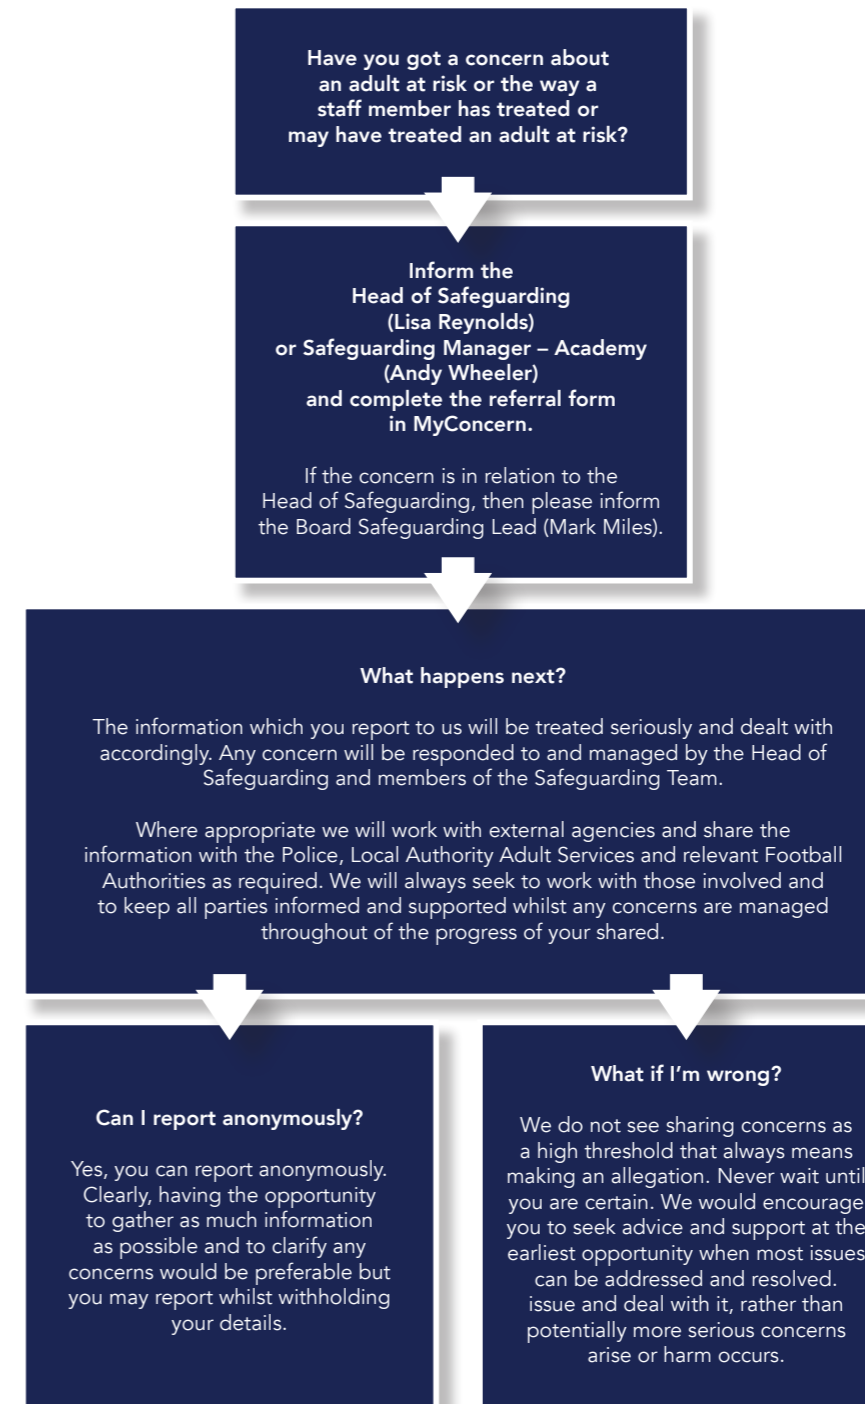 Have you got a concern about
an adult at risk or the way a
staff member has treated or
may have treated an adult at risk?
Inform the
Head of Safeguarding
(Lisa Reynolds)
or Safeguarding Manager – Academy
(Andy Wheeler)
and complete the referral form
in MyConcern.
If the concern is in relation to the
Head of Safeguarding, then please inform
the Board Safeguarding Lead (Mark Miles).
What happens next?
The information which you report to us will be treated seriously and dealt with
accordingly. Any concern will be responded to and managed by the Head of
Safeguarding and members of the Safeguarding Team.
Where appropriate we will work with external agencies and share the
information with the Police, Local Authority Adult Services and relevant Football
Authorities as required. We will always seek to work with those involved and
to keep all parties informed and supported whilst any concerns are managed
throughout of the progress of your shared.
Can I report anonymously?
Yes, you can report anonymously.
Clearly, having the opportunity
to gather as much information
as possible and to clarify any
concerns would be preferable but
you may report whilst withholding
your details.
What if I'm wrong?
We do not see sharing concerns as
a high threshold that always means
making an allegation. Never wait until
you are certain. We would encourage
you to seek advice and support at the
earliest opportunity when most issues
can be addressed and resolved.
issue and deal with it, rather than
potentially more serious concerns
arise or harm occurs.